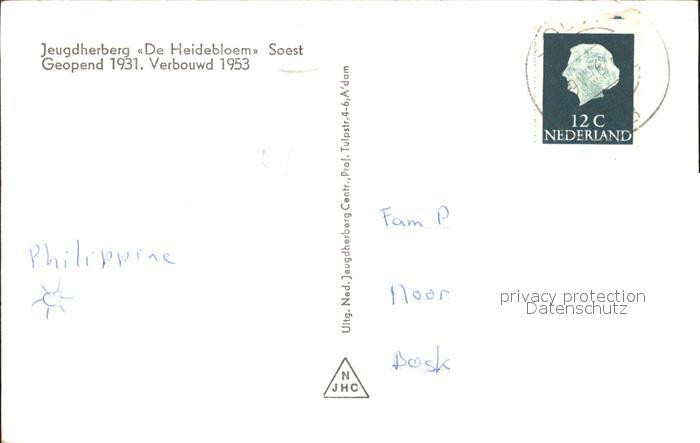 Jeugdherberg «De Heidebloem» Soest
Geopend 1931. Verbouwd 1953
Uitg. Ned. Jeugdherberg Centr., Prof. Tulpstr. 4-6, A'dam
12 C
NEDERLAND
Philippine
Fam P
Moor
Bosk
privacy protection
Datenschutz
N
JHC